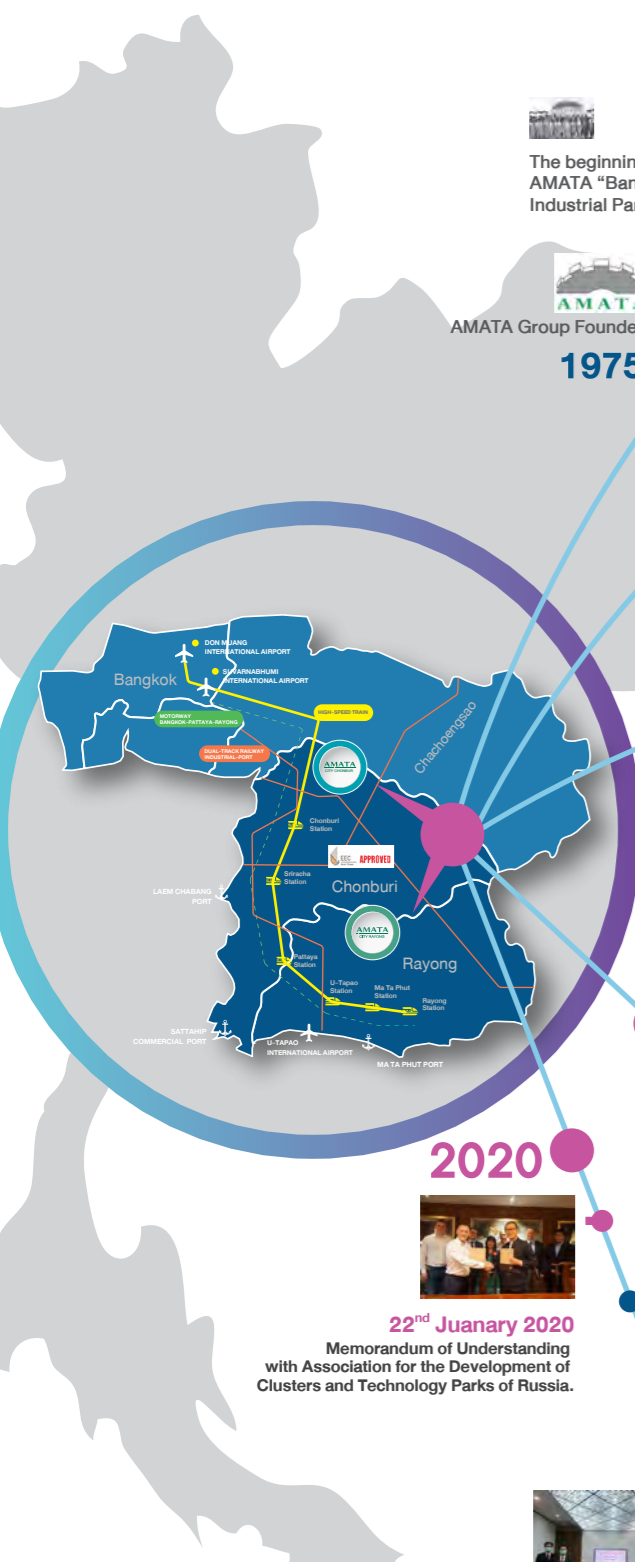 The beginnin
AMATA “Ban
Industrial Par
AMATA
AMATA Group Founde
1975
DON MUANG
INTERNATIONAL AIRPORT
Bangkok
SUVARNABHUMI
INTERNATIONAL AIRPORT
MOTORWAY
BANGKOK-PATTAYA-RAYONG
HIGH-SPEED TRAIN
DUAL-TRACK RAILWAY
INDUSTRIAL-PORT
Chachoengsao
AMATA
CITY CHONBURI
Chonburi
Station
EEC APPROVED
Sriracha
Station
Chonburi
LAEM CHABANG
PORT
AMATA
CITY RAYONG
Pattaya
Station
Rayong
U-Tapao
Station
Ma Ta Phut
Station
Rayong
Station
SATTAHIP
COMMERCIAL PORT
U-TAPAO
INTERNATIONAL AIRPORT
MA TA PHUT PORT
2020
22nd Juanary 2020
Memorandum of Understanding
with Association for the Development of
Clusters and Technology Parks of Russia.